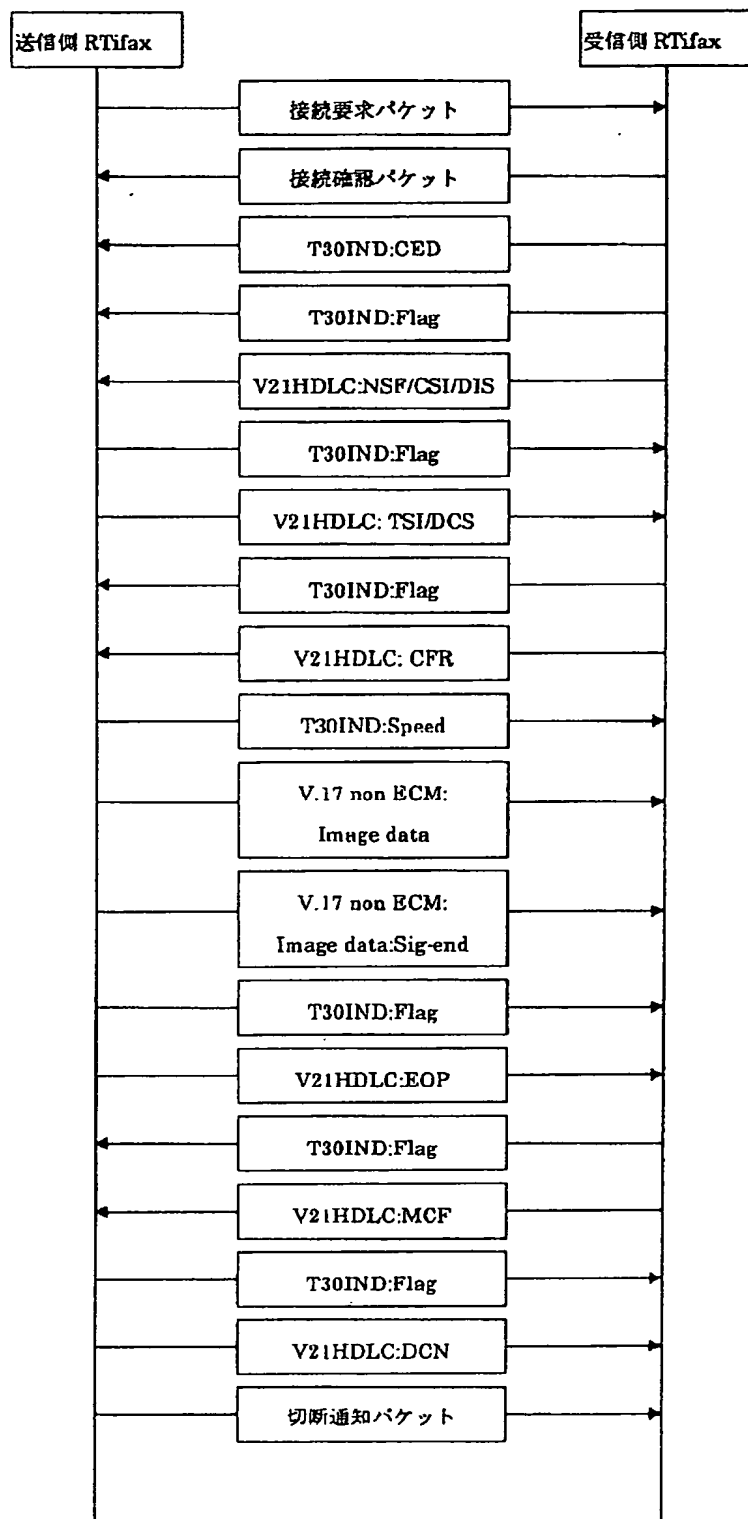 送信側 RTifax
受信側 RTifax
接続要求パケット
接続確認パケット
T30IND:CED
T30IND:Flag
V21HDLC:NSF/CSI/DIS
T30IND:Flag
V21HDLC: TSI/DCS
T30IND:Flag
V21HDLC: CFR
T30IND:Speed
V.17 non ECM:
Image data
V.17 non ECM:
Image data:Sig-end
T30IND:Flag
V21HDLC:EOP
T30IND:Flag
V21HDLC:MCF
T30IND:Flag
V21HDLC:DCN
切断通知パケット